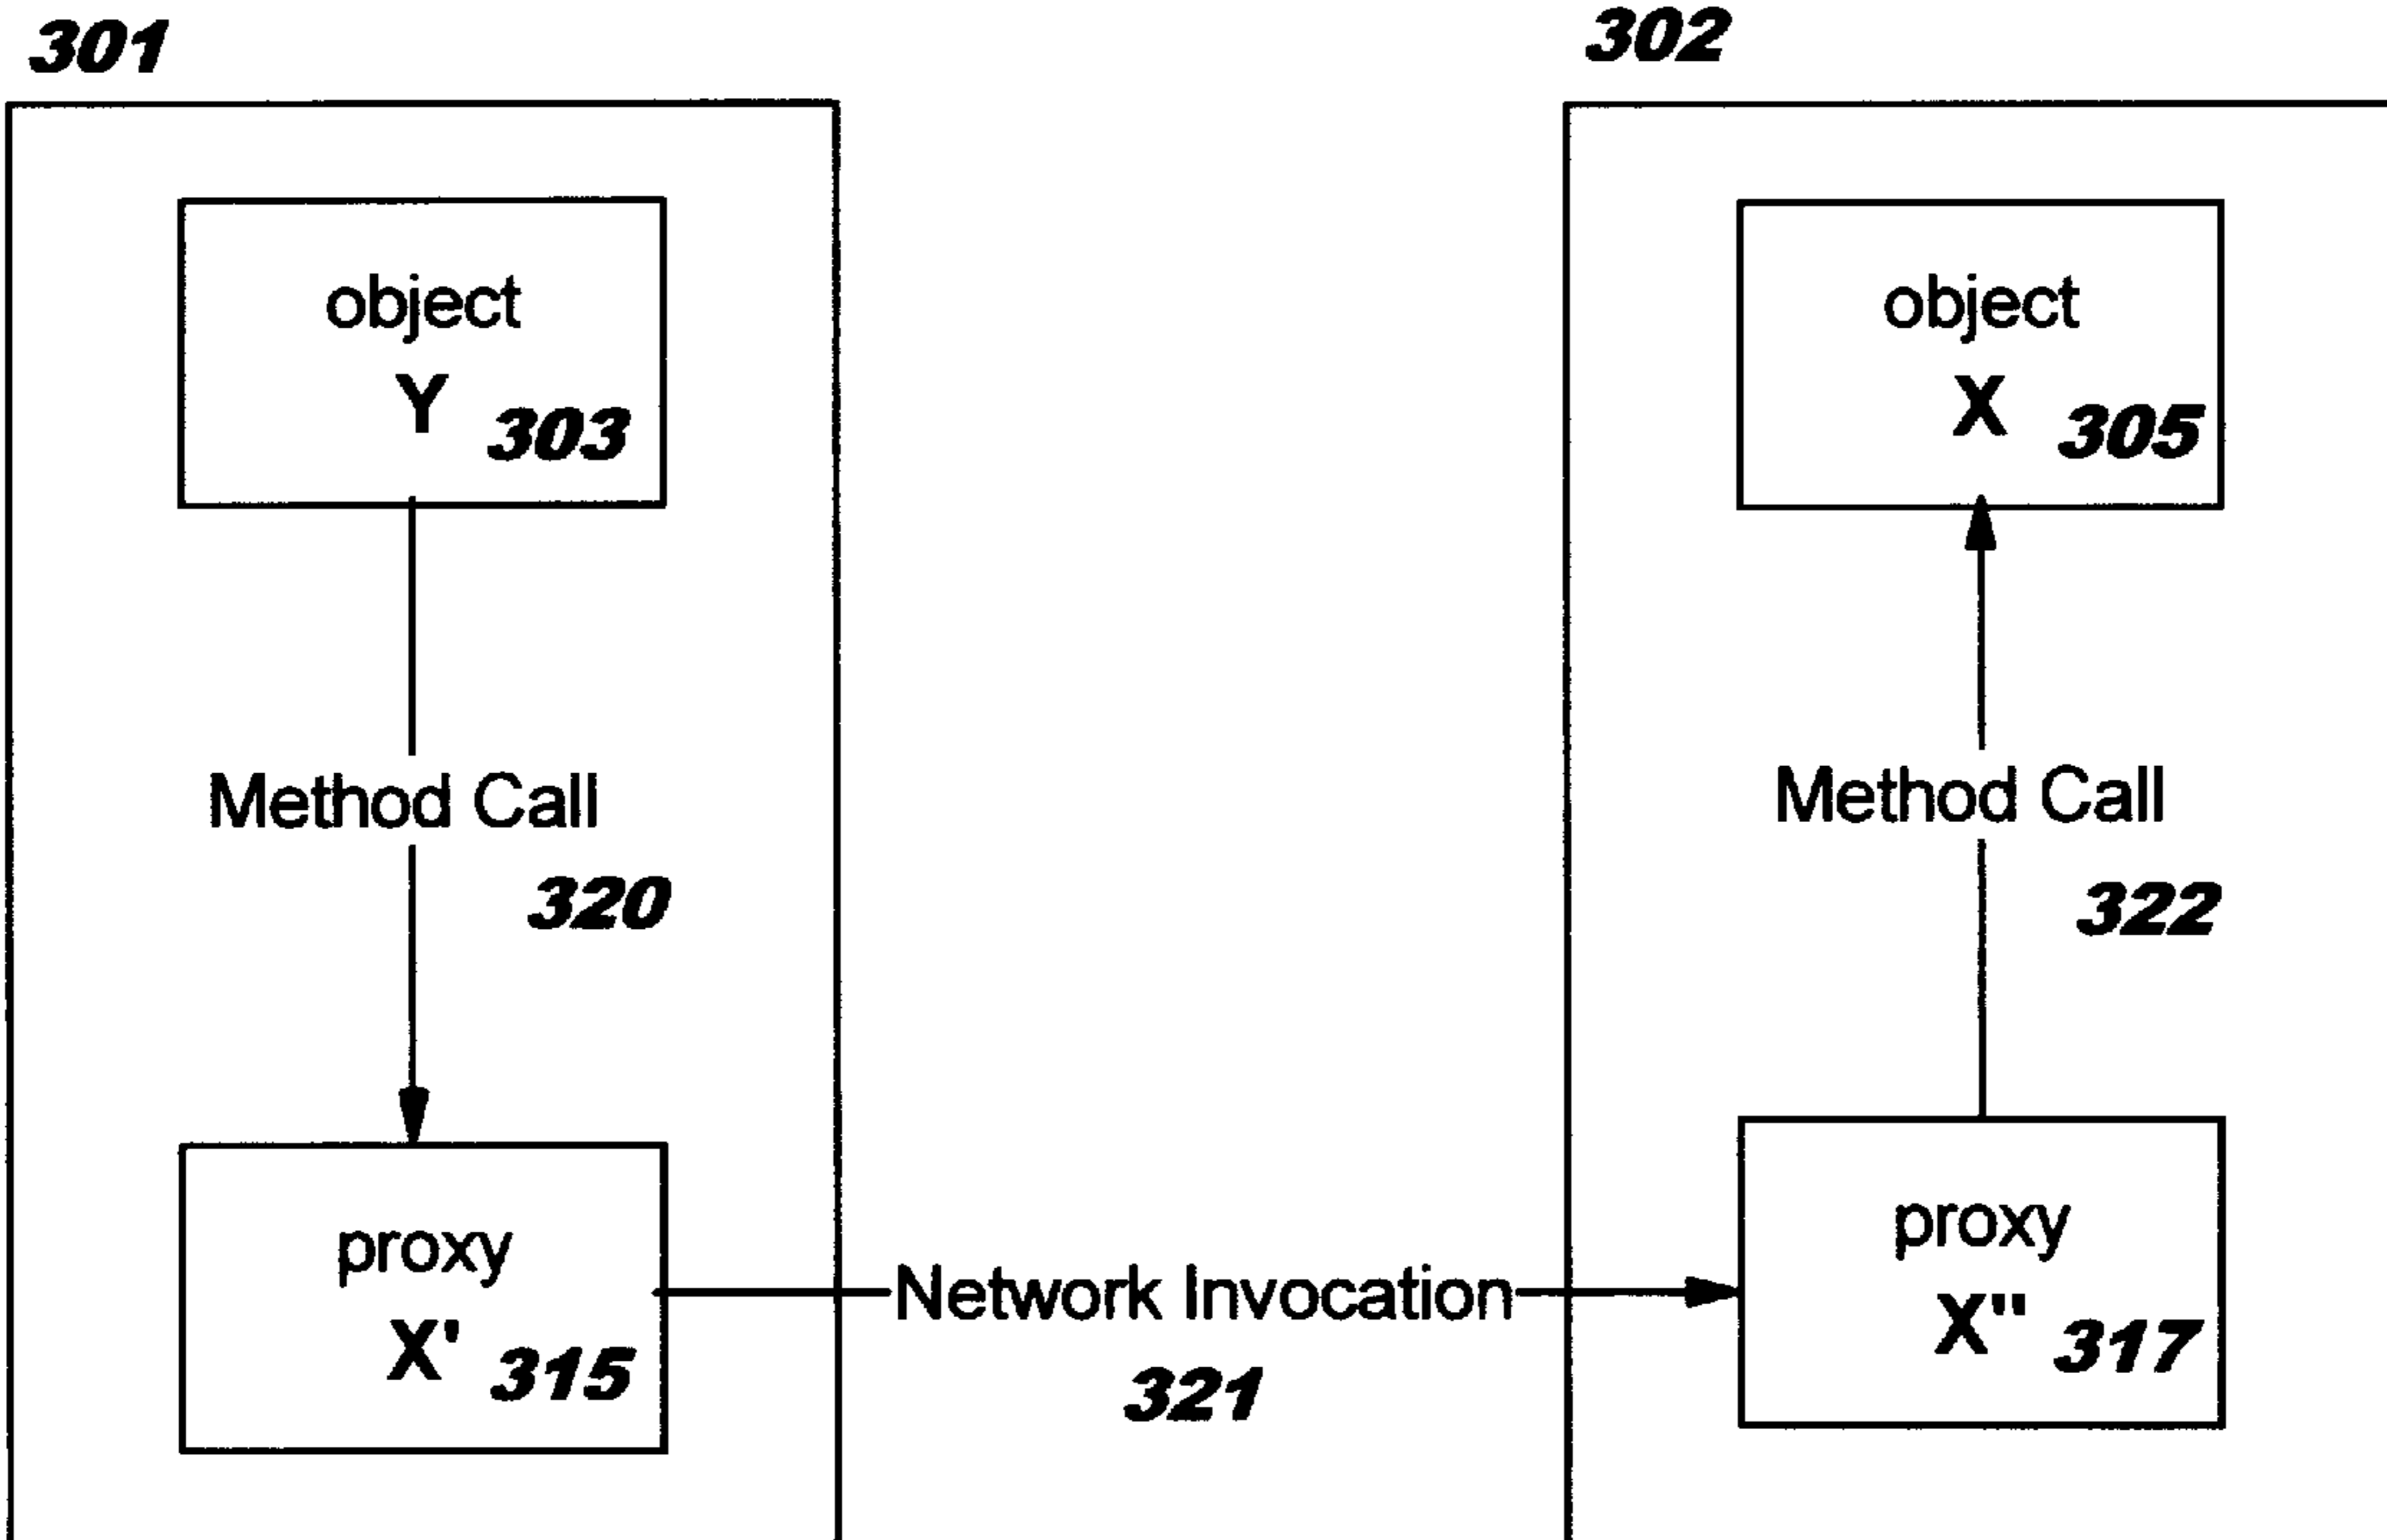 301
302
object
Y 303
object
X 305
Method Call
320
Method Call
322
proxy
X' 315
Network Invocation
321
proxy
X'' 317